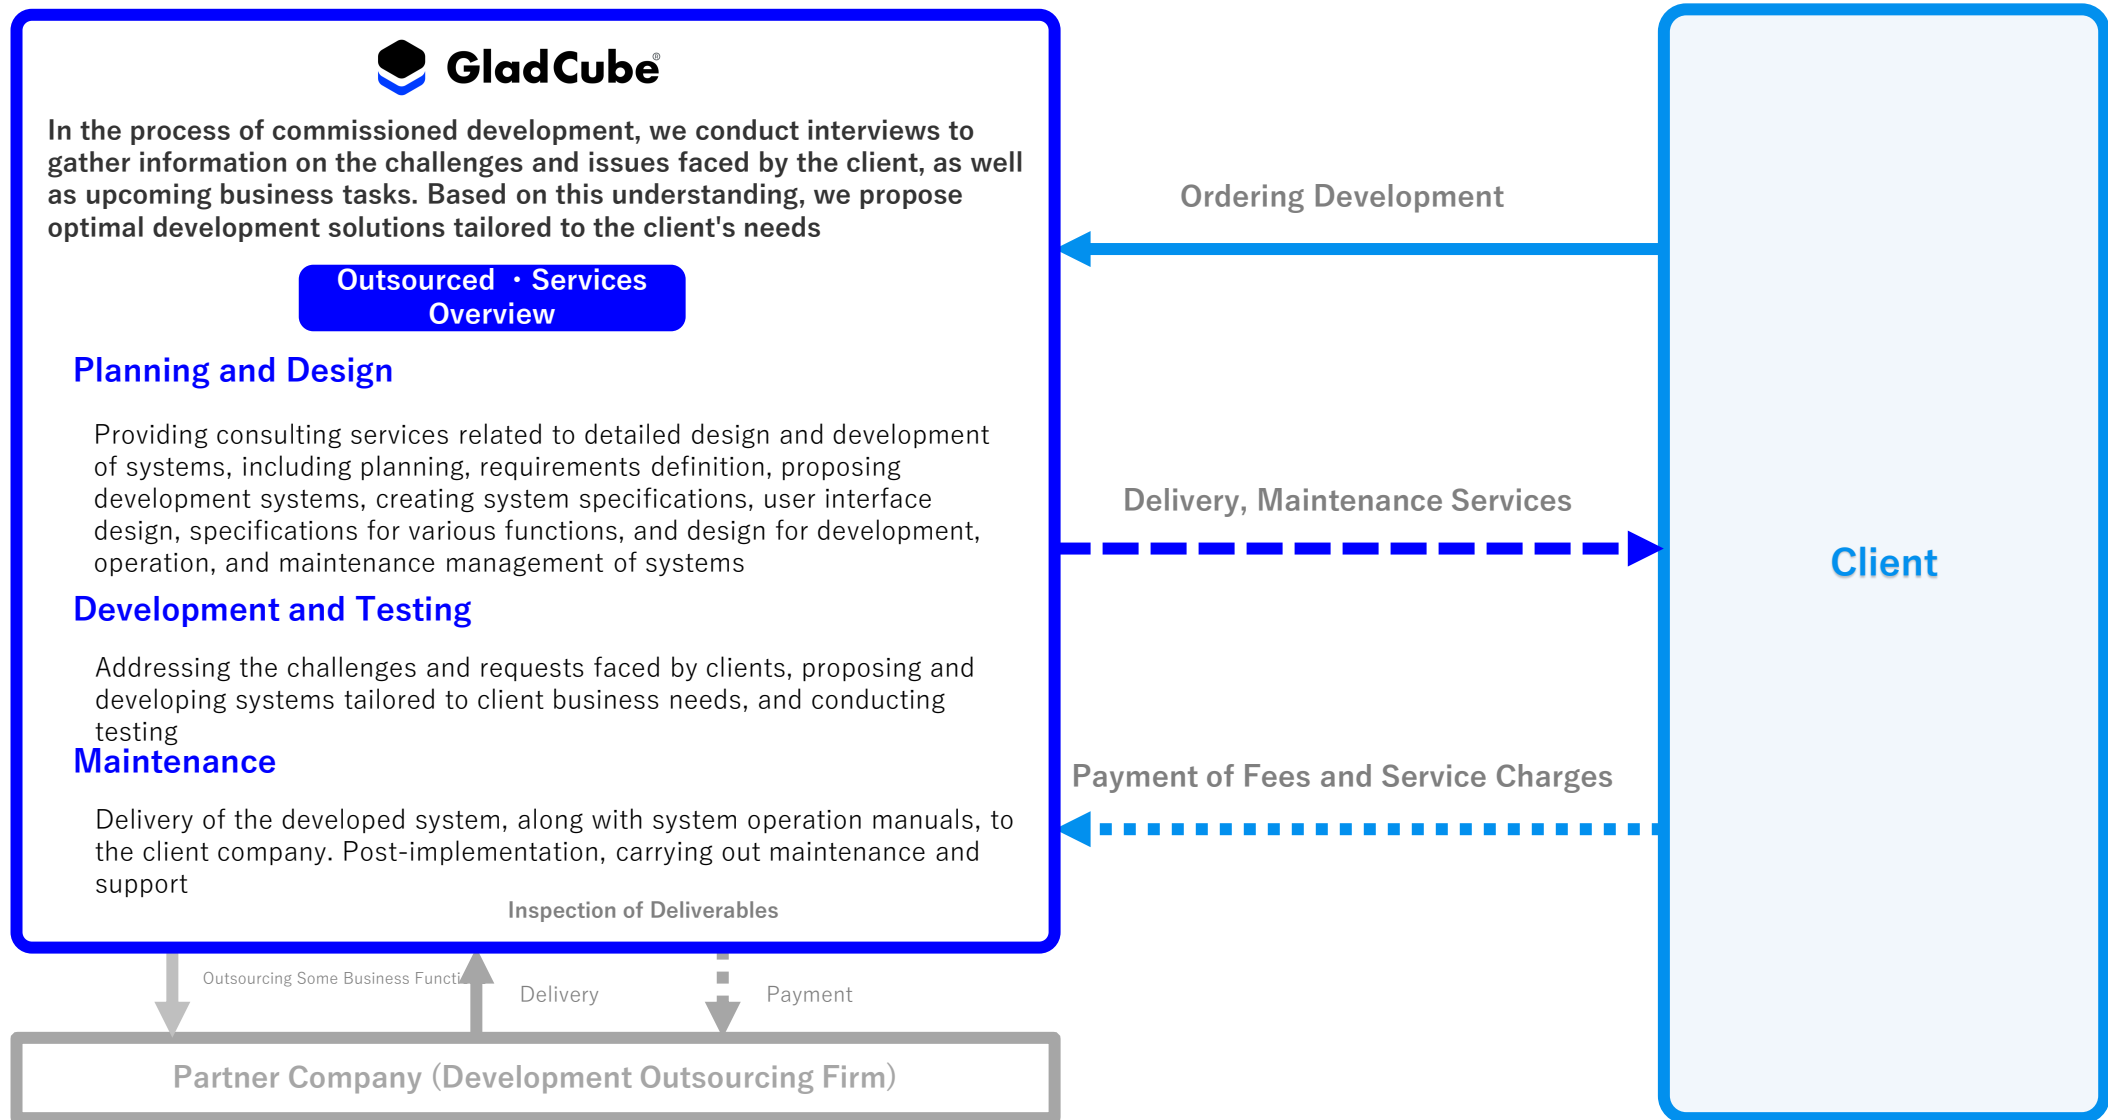 GladCube®
In the process of commissioned development, we conduct interviews to
gather information on the challenges and issues faced by the client, as well
as upcoming business tasks. Based on this understanding, we propose
optimal development solutions tailored to the client's needs
Outsourced ・Services
Overview
Planning and Design
Providing consulting services related to detailed design and development
of systems, including planning, requirements definition, proposing
development systems, creating system specifications, user interface
design, specifications for various functions, and design for development,
operation, and maintenance management of systems
Development and Testing
Addressing the challenges and requests faced by clients, proposing and
developing systems tailored to client business needs, and conducting
testing
Maintenance
Delivery of the developed system, along with system operation manuals, to
the client company. Post-implementation, carrying out maintenance and
support
Inspection of Deliverables
Ordering Development
Delivery, Maintenance Services
Payment of Fees and Service Charges
Client
Outsourcing Some Business
Delivery
Payment
Partner Company (Development Outsourcing Firm)